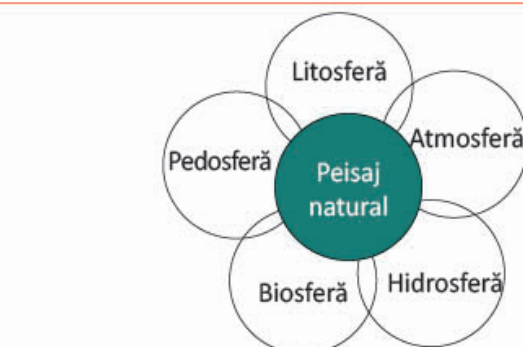 Litosferă
Atmosferă
Pedosferă
Peisaj
natural
Biosferă
Hidrosferă